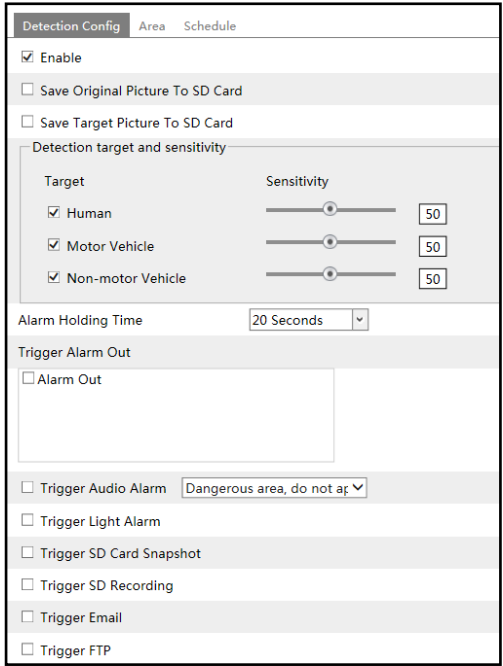 Detection Config Area Schedule
Enable
Save Original Picture To SD Card
Save Target Picture To SD Card
Detection target and sensitivity
Target Sensitivity
Human 50
Motor Vehicle 50
Non-motor Vehicle 50
Alarm Holding Time 20 Seconds
Trigger Alarm Out
Alarm Out
Trigger Audio Alarm Dangerous area, do not
Trigger Light Alarm
Trigger SD Card Snapshot
Trigger SD Recording
Trigger Email
Trigger FTP